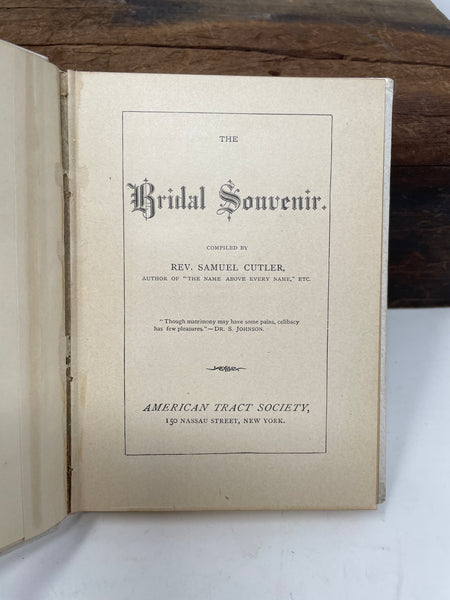 THE
Bridal Souvenir.
COMPILED BY
REV. SAMUEL CUTLER,
AUTHOR OF "THE NAME ABOVE EVERY NAME," ETC.
"Though matrimony may have some pains, celibacy
has few pleasures."—DR. S. JOHNSON.
AMERICAN TRACT SOCIETY,
150 NASSAU STREET, NEW YORK.